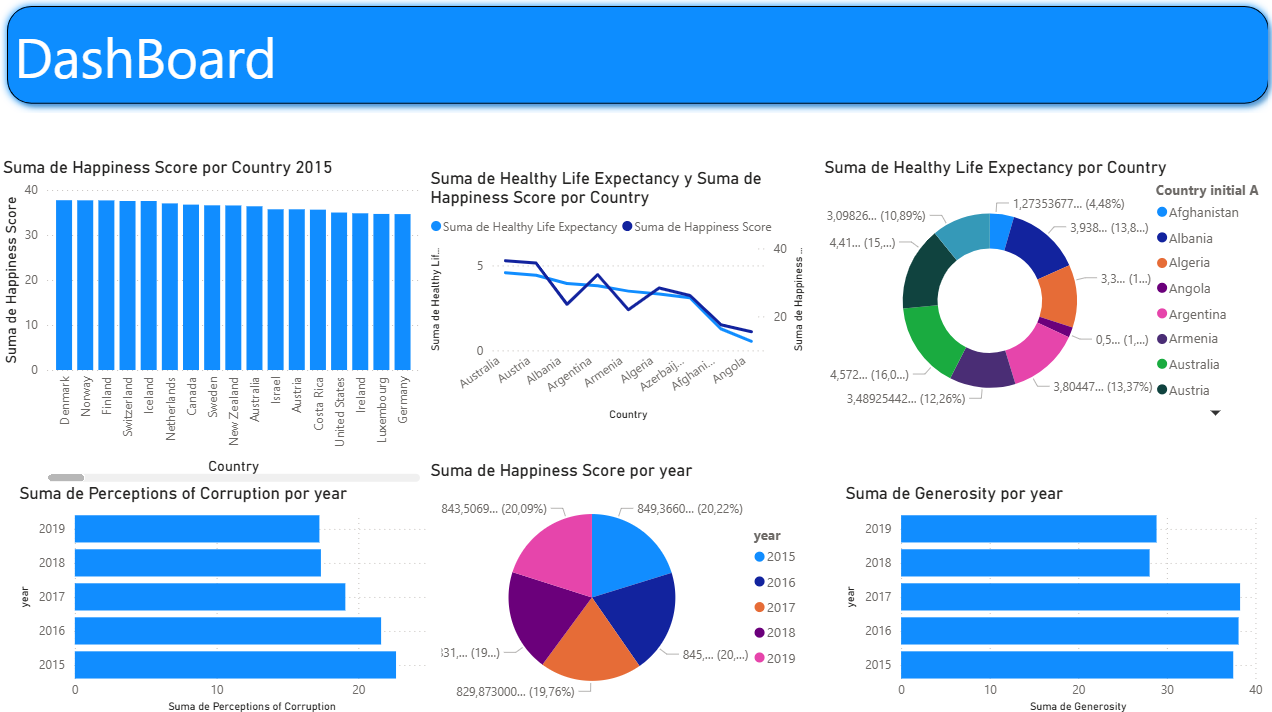 DashBoard
Suma de Happiness Score por Country 2015
Suma de Happiness Score
40
30
20
10
0
Denmark
Norway
Finland
Switzerland
Iceland
Netherlands
Canada
Sweden
New Zealand
Australia
Israel
Austria
Costa Rica
United States
Ireland
Luxembourg
Germany
Country
Suma de Healthy Life Expectancy y Suma de
Happiness Score por Country
Suma de Healthy Life Expectancy
Suma de Happiness Score
Suma de Healthy Lif...
5
0
40
20
Suma de Happiness ...
Australia
Austria
Albania
Argentina
Armenia
Algeria
Azerbaij...
Afghani...
Angola
Country
Suma de Healthy Life Expectancy por Country
1,27353677... (4,48%)
3,938... (13,8...)
3,3... (1...)
0,5... (1,...)
3,80447... (13,37%)
3,48925442... (12,26%)
4,572... (16,0...)
4,41... (15,...)
3,09826... (10,89%)
Country initial A
Afghanistan
Albania
Algeria
Angola
Argentina
Armenia
Australia
Austria
Suma de Perceptions of Corruption por year
year
2019
2018
2017
2016
2015
0
10
20
Suma de Perceptions of Corruption
Suma de Happiness Score por year
843,5069... (20,09%)
849,3660... (20,22%)
845,... (20,...)
829,873000... (19,76%)
831,... (19...)
year
2015
2016
2017
2018
2019
Suma de Generosity por year
year
2019
2018
2017
2016
2015
0
10
20
30
40
Suma de Generosity